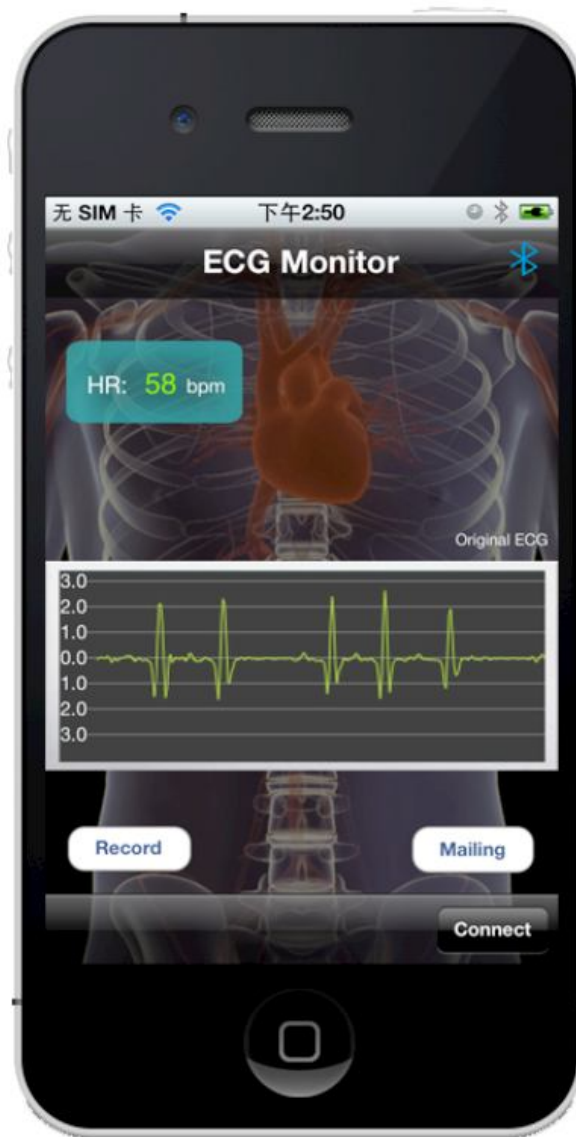 无 SIM 卡 下午2:50
ECG Monitor
HR: 58 bpm
Original ECG
3.0
2.0
1.0
0.0
1.0
2.0
3.0
Record Mailing
Connect